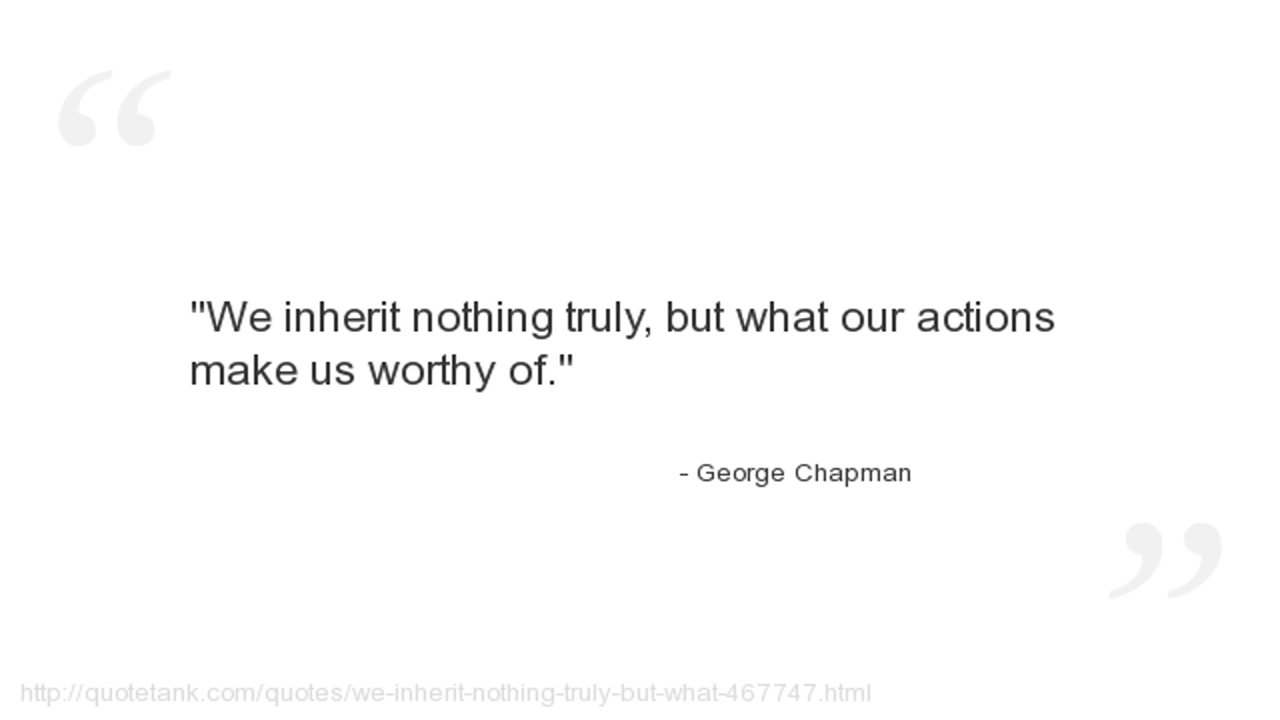 "We inherit nothing truly, but what our actions
make us worthy of."
- George Chapman
http://quotetank.com/quotes/we-inherit-nothing-truly-but-what-467747.html